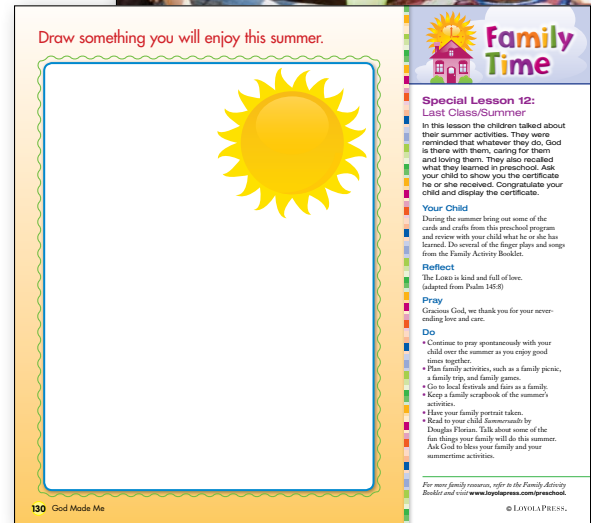 Draw something you will enjoy this summer.
130 God Made Me
Family
Time
Special Lesson 12:
Last Class/Summer
In this lesson the children talked about
their summer activities. They were
reminded that whatever they do, God
is there with them, caring for them
and loving them. They also recalled
what they learned in preschool. Ask
your child to show you the certificate
he or she received. Congratulate your
child and display the certificate.
Your Child
During the summer bring out some of the
cards and crafts from this preschool program
and review with your child what he or she has
learned. Do several of the finger plays and songs
from the Family Activity Booklet.
Reflect
The LORD is kind and full of love.
(adapted from Psalm 145:8)
Pray
Gracious God, we thank you for your never-
ending love and care.
Do
• Continue to pray spontaneously with your
child over the summer as you enjoy good
times together.
• Plan family activities, such as a family picnic,
a family trip, and family games.
• Go to local festivals and fairs as a family.
• Keep a family scrapbook of the summer's
activities.
• Have your family portrait taken.
• Read to your child Summersaults by
Douglas Florian. Talk about some of the
fun things your family will do this summer.
Ask God to bless your family and your
summertime activities.
For more family resources, refer to the Family Activity
Booklet and visit www.loyolapress.com/preschool.
© LOYOLAPRESS.